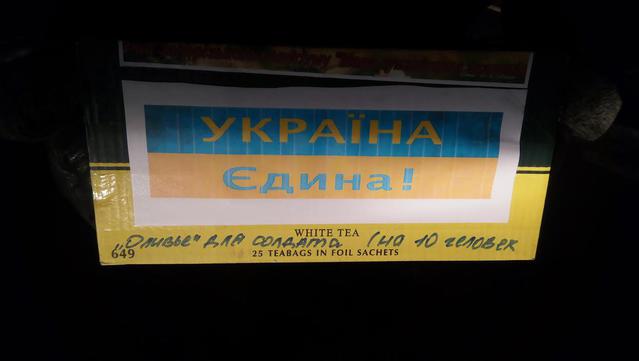 УКРАЇНА
Єдина!
WHITE TEA
„Оливье" для солдата (на 10 человек
649
25 TEABAGS IN FOIL SACHETS